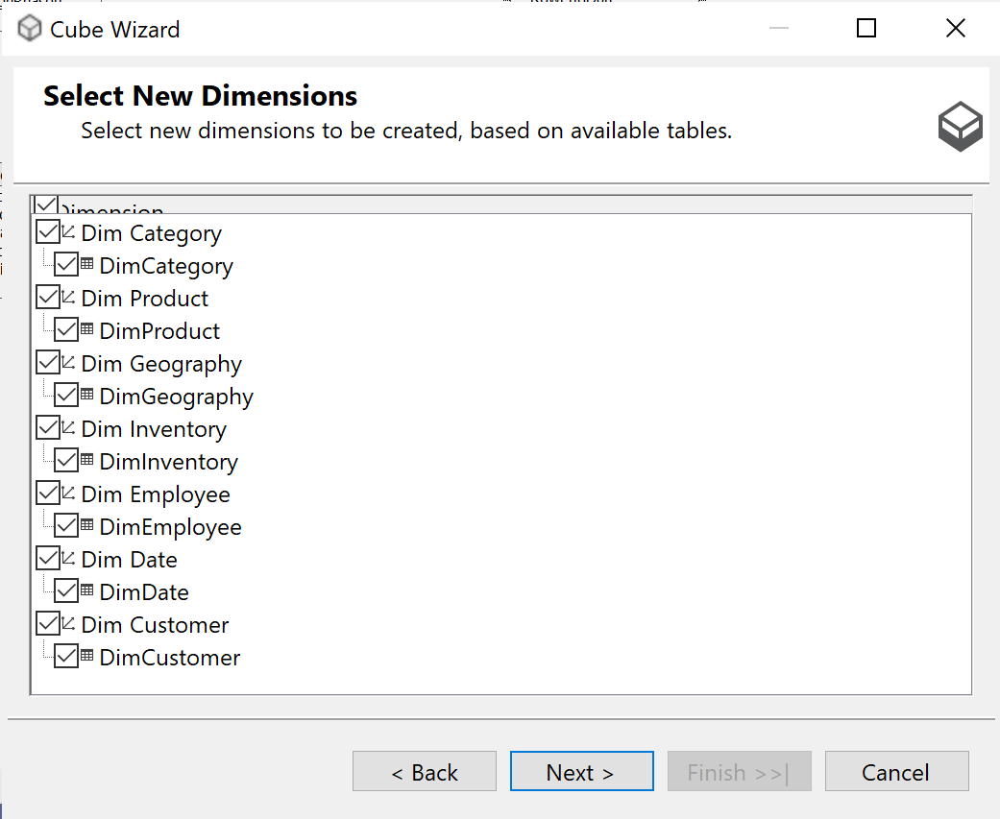 Cube Wizard
Select New Dimensions
Select new dimensions to be created, based on available tables.
Dimension
Dim Category
DimCategory
Dim Product
DimProduct
Dim Geography
DimGeography
Dim Inventory
DimInventory
Dim Employee
DimEmployee
Dim Date
DimDate
Dim Customer
DimCustomer
< Back
Next >
Finish >>|
Cancel